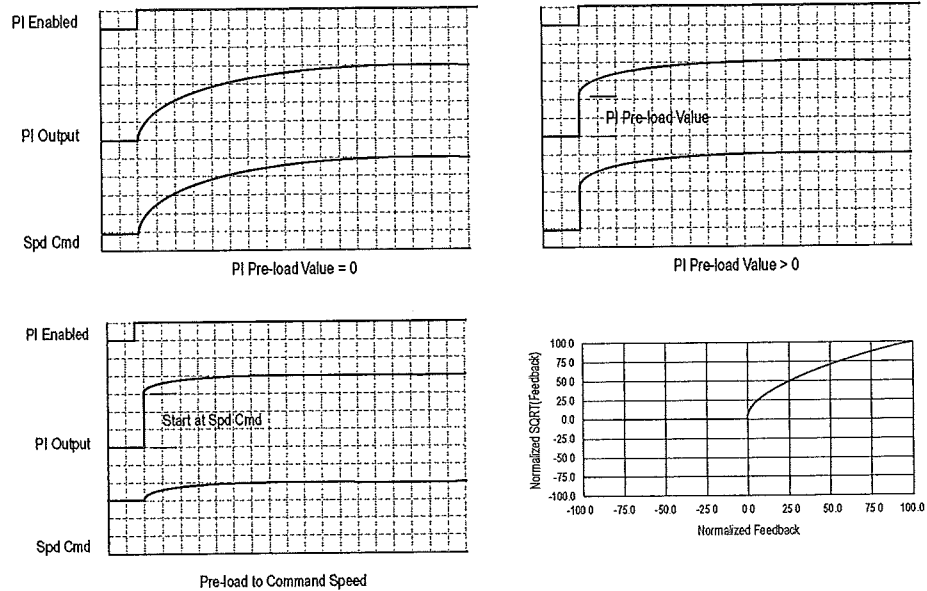 PI Enabled
PI Output
Spd Cmd
PI Pre-load Value = 0
PI Pre-load Value
PI Pre-load Value > 0
PI Enabled
Start at Spd Cmd
PI Output
Spd Cmd
Pre-load to Command Speed
Normalized SQRT(Feedback)
100.0
75.0
50.0
25.0
0.0
-25.0
-50.0
-75.0
-100.0
-100.0 -75.0 -50.0 -25.0 0.0 25.0 50.0 75.0 100.0
Normalized Feedback